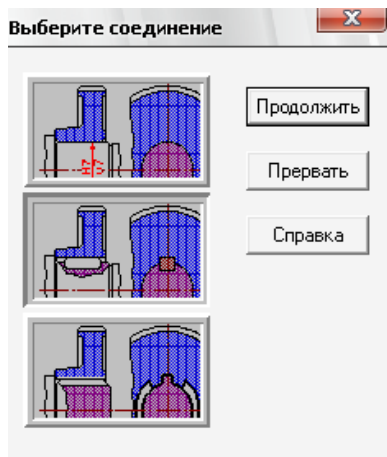 Выберите соединение
Продолжить
Прервать
Справка